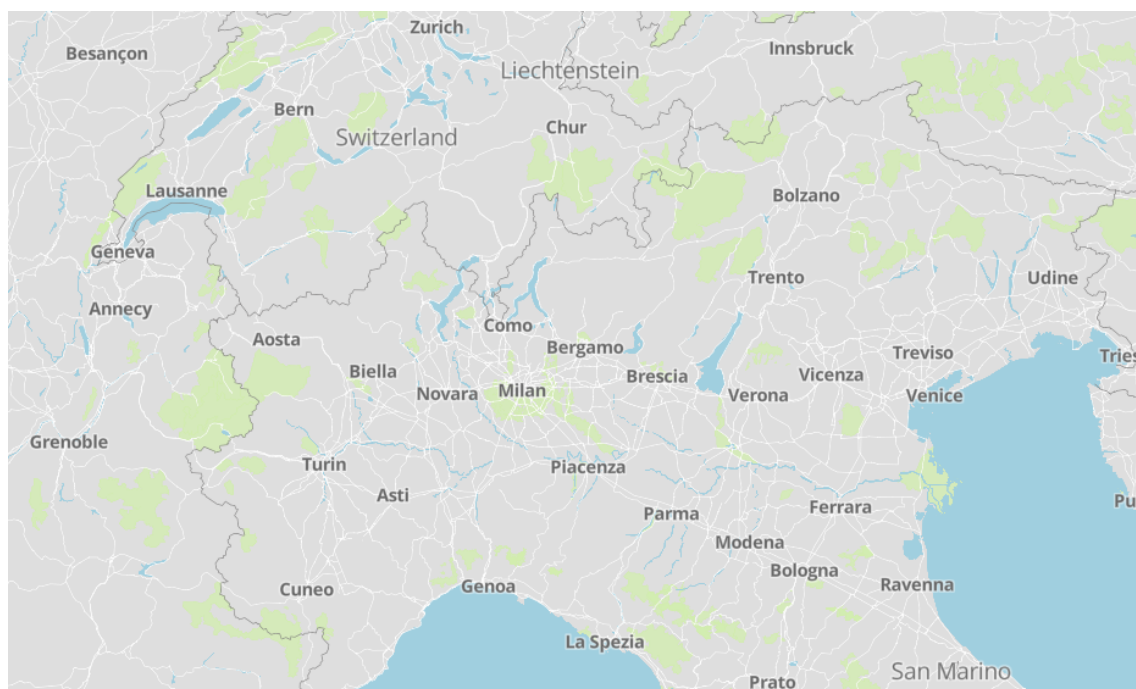 Zurich
Besançon
Innsbruck
Liechtenstein
Bern
Chur
Switzerland
Lausanne
Bolzano
Geneva
Trento
Udine
Annecy
Como
Aosta
Bergamo
Treviso
Tries
Biella
Brescia
Vicenza
Novara
Milan
Verona
Venice
Grenoble
Turin
Piacenza
Asti
Pu
Ferrara
Parma
Modena
Bologna
Cuneo
Genoa
Ravenna
La Spezia
San Marino
Prato